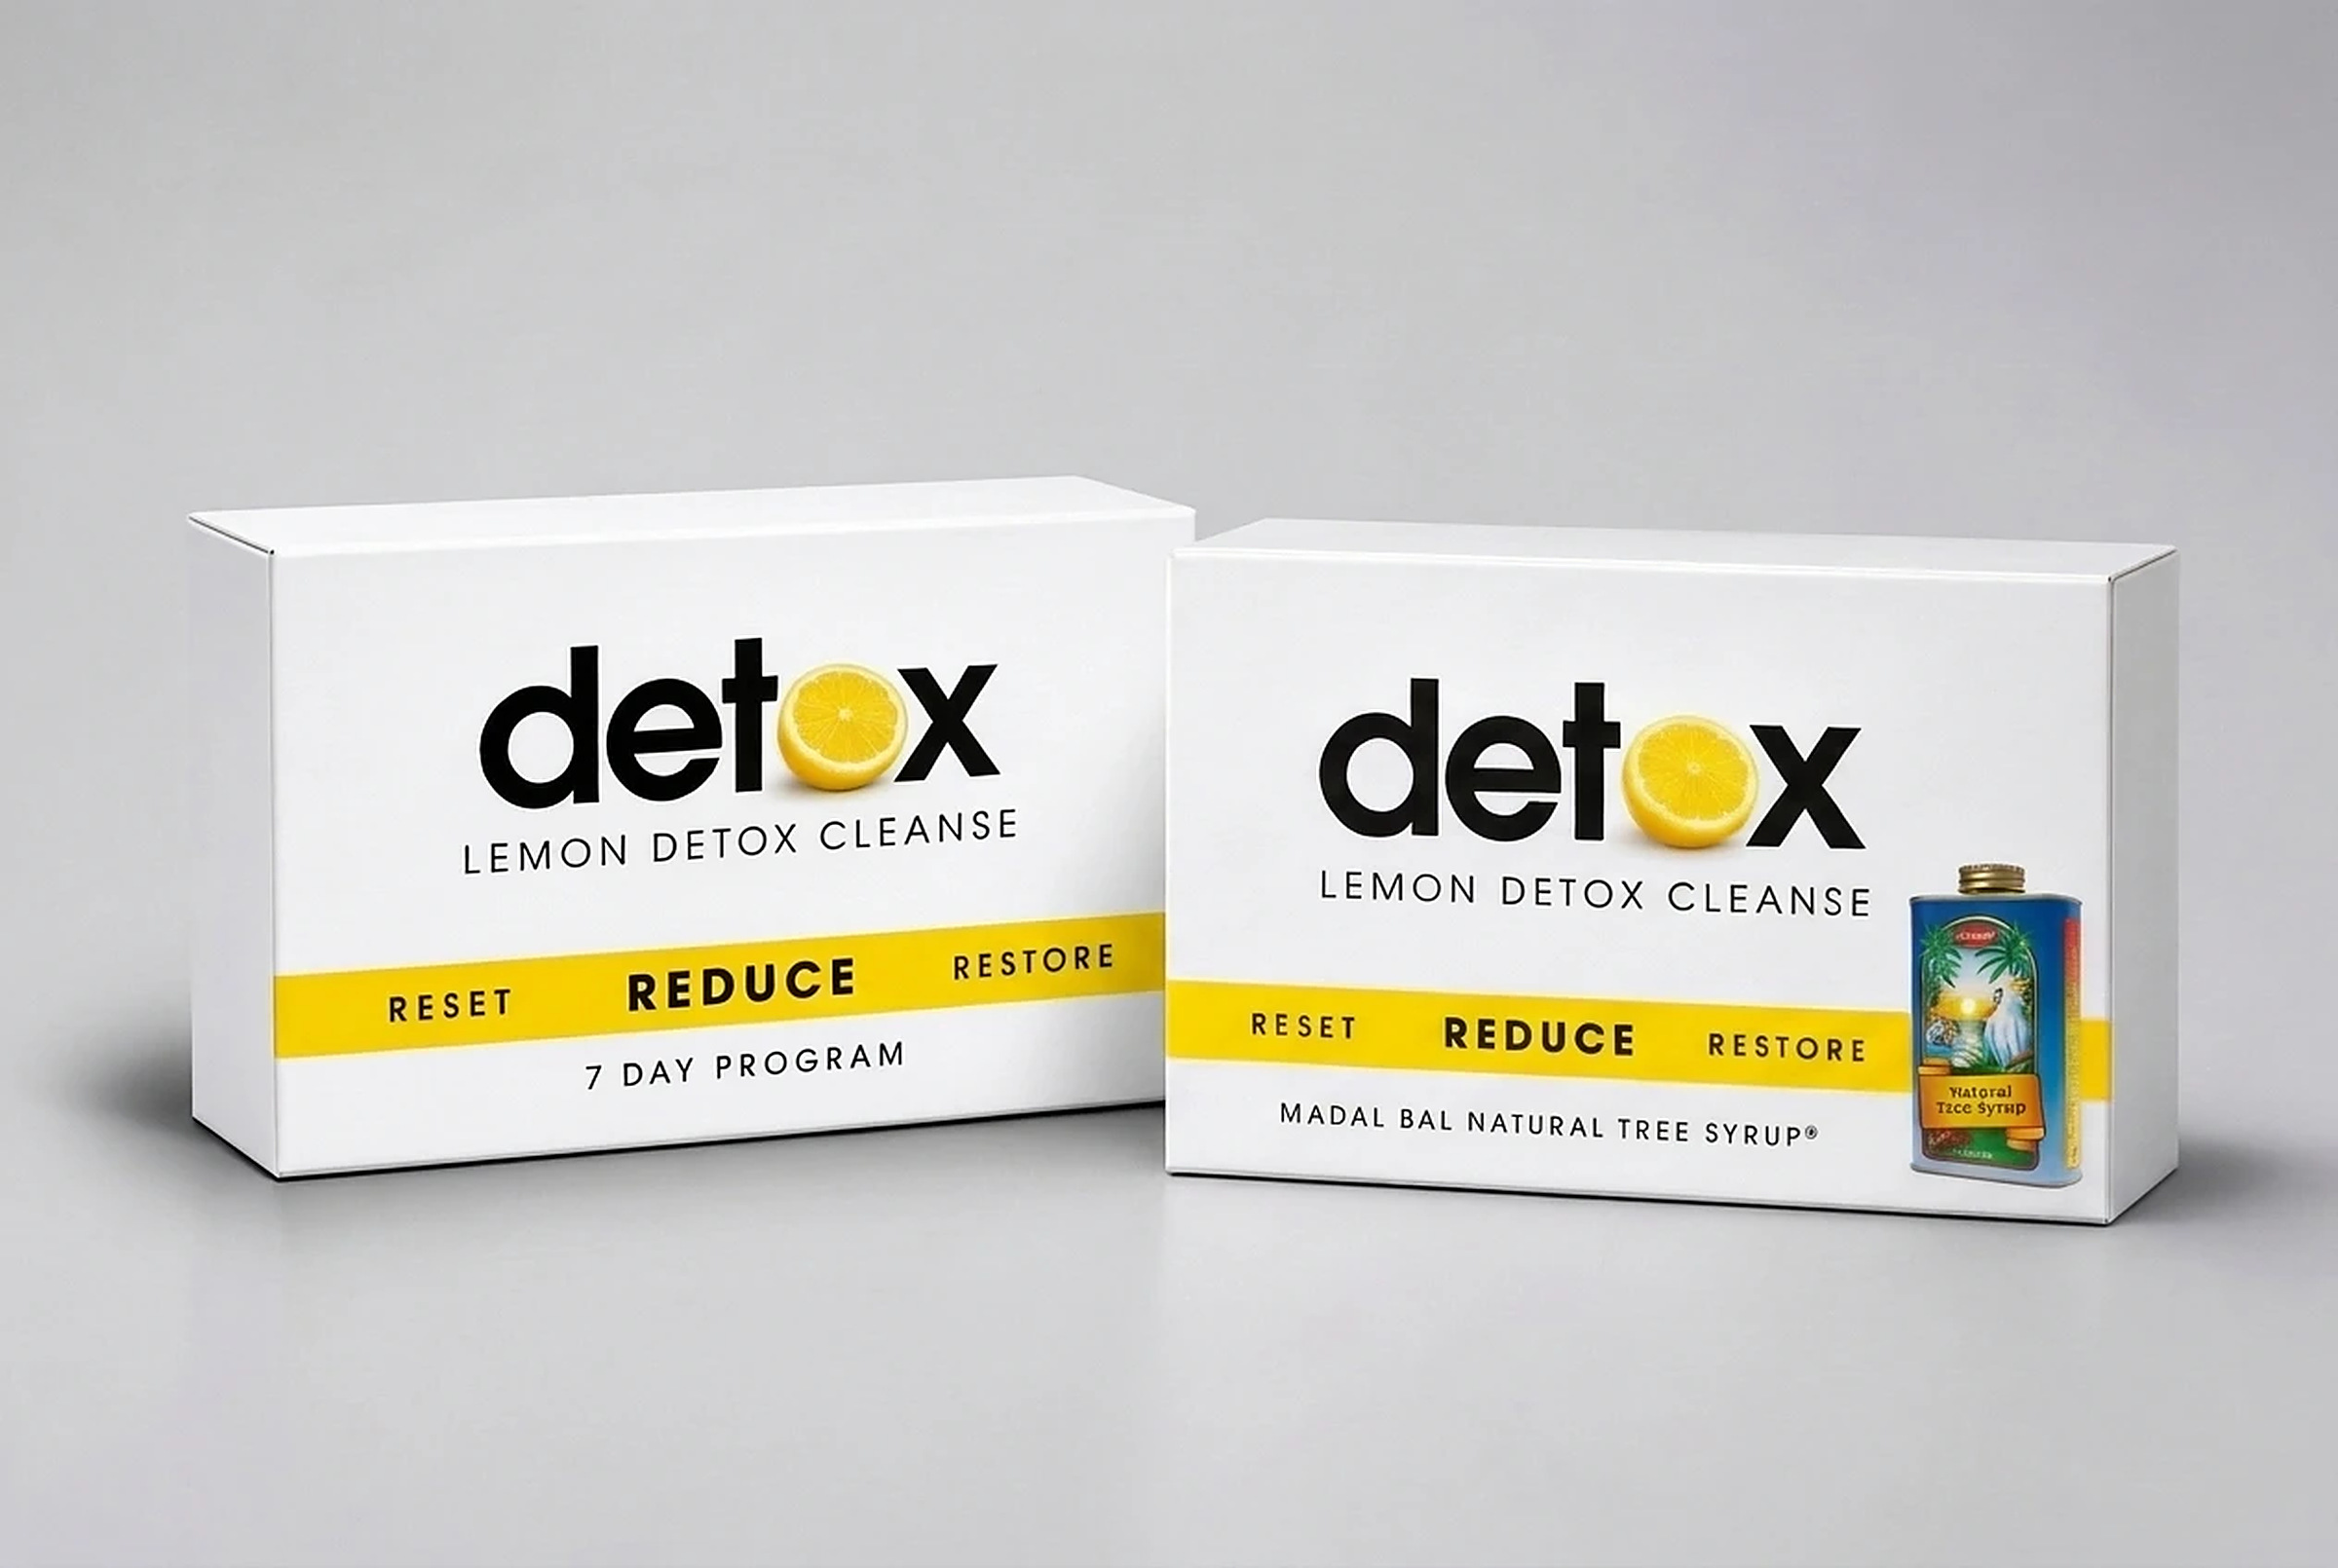 detox
LEMON DETOX CLEANSE
RESET REDUCE RESTORE
7 DAY PROGRAM
detox
LEMON DETOX CLEANSE
RESET REDUCE RESTORE
MADAL BAL NATURAL TREE SYRUP®
Natural